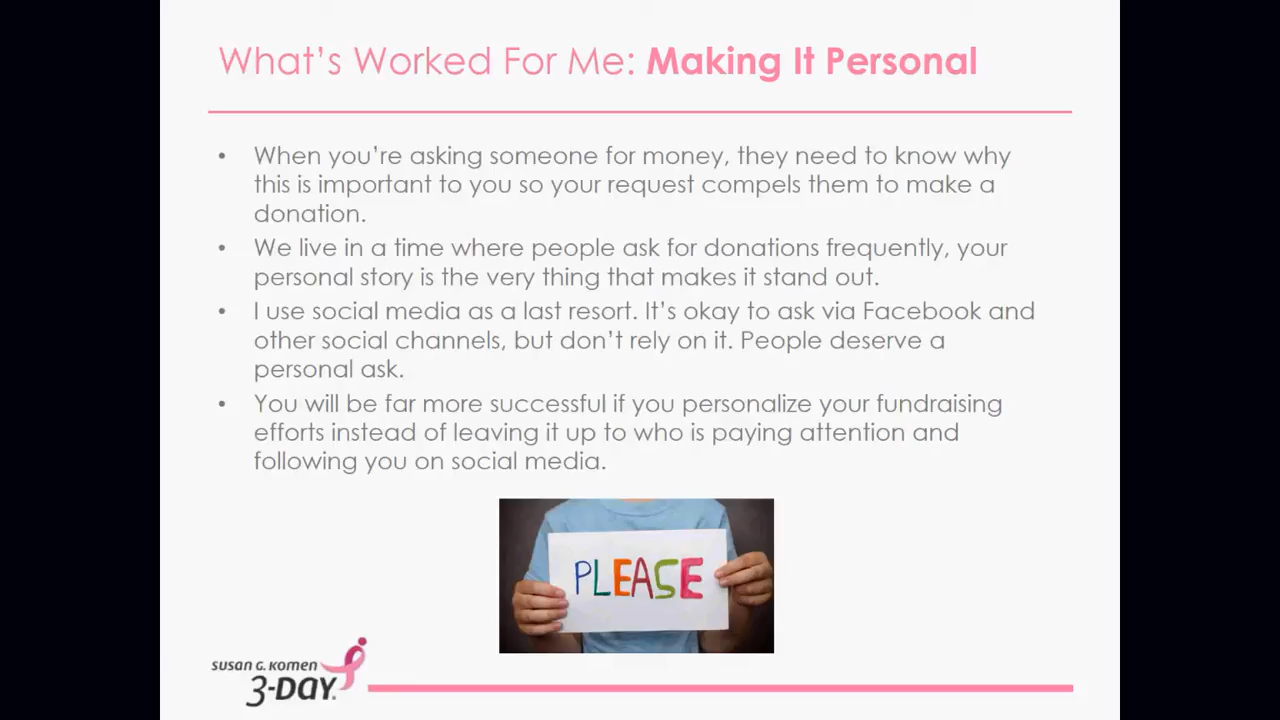 What's Worked For Me: Making It Personal
• When you're asking someone for money, they need to know why
this is important to you so your request compels them to make a
donation.
• We live in a time where people ask for donations frequently, your
personal story is the very thing that makes it stand out.
• I use social media as a last resort. It's okay to ask via Facebook and
other social channels, but don't rely on it. People deserve a
personal ask.
• You will be far more successful if you personalize your fundraising
efforts instead of leaving it up to who is paying attention and
following you on social media.
PLEASE
susan G. komen
3-DAY.